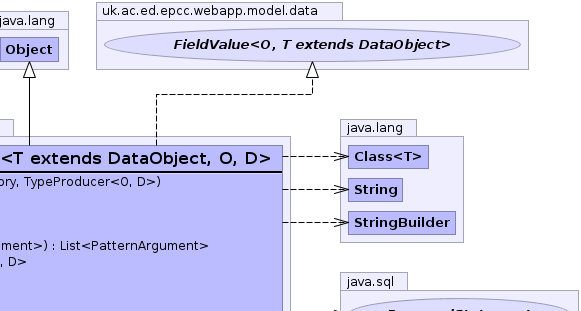 uk.ac.ed.epcc.webapp.model.data
java.lang
Object
FieldValue<O, T extends DataObject>
java.lang
<T extends DataObject, O, D>
Class<T>
ory, TypeProducer<O, D>)
String
StringBuilder
ment>) : List<PatternArgument>
, D>
java.sql